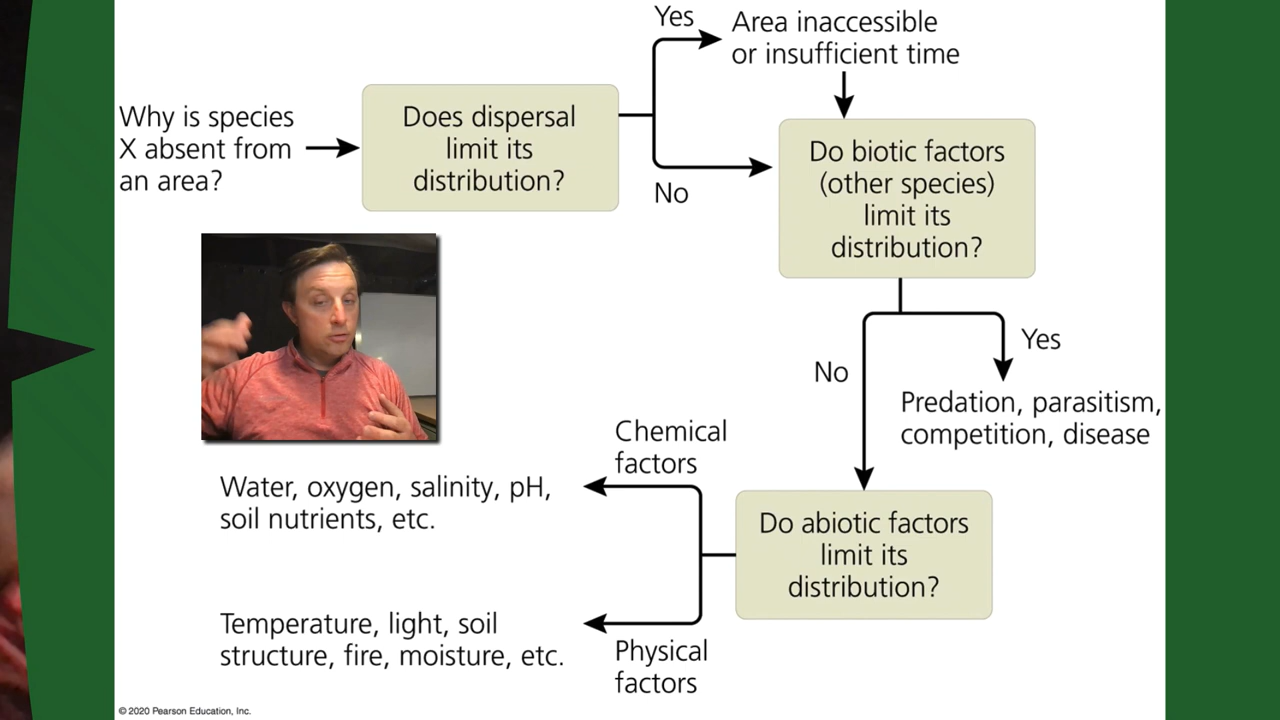 Why is species
X absent from
an area?
Does dispersal
limit its
distribution?
Yes
No
Area inaccessible
or insufficient time
Do biotic factors
(other species)
limit its
distribution?
No
Yes
Predation, parasitism,
competition, disease
Do abiotic factors
limit its
distribution?
Chemical
factors
Water, oxygen, salinity, pH,
soil nutrients, etc.
Physical
factors
Temperature, light, soil
structure, fire, moisture, etc.
© 2020 Pearson Education, Inc.